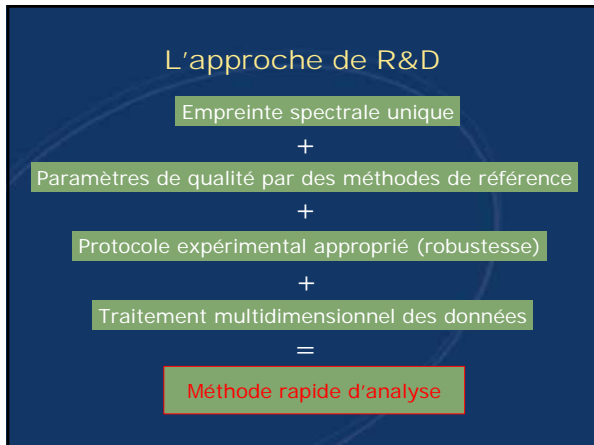 L'approche de R&D
Empreinte spectrale unique
+
Paramètres de qualité par des méthodes de référence
+
Protocole expérimental approprié (robustesse)
+
Traitement multidimensionnel des données
=
Méthode rapide d'analyse